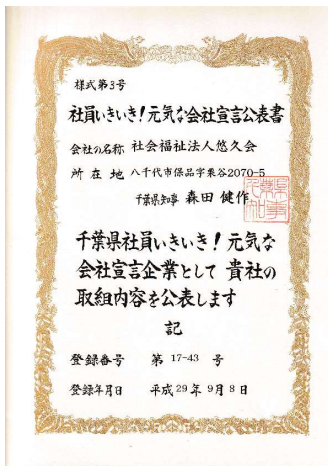 様式第3号
社員いきいき！元気な会社宣言公表書
会社の名称 社会福祉法人悠久会
所在地 八千代市保品字栗谷2070-5
千葉県知事 森田健作
千葉県社員いきいき！元気な
会社宣言企業として 貴社の
取組内容を公表します
記
登録番号 第 17-43 号
登録年月日 平成29年9月8日